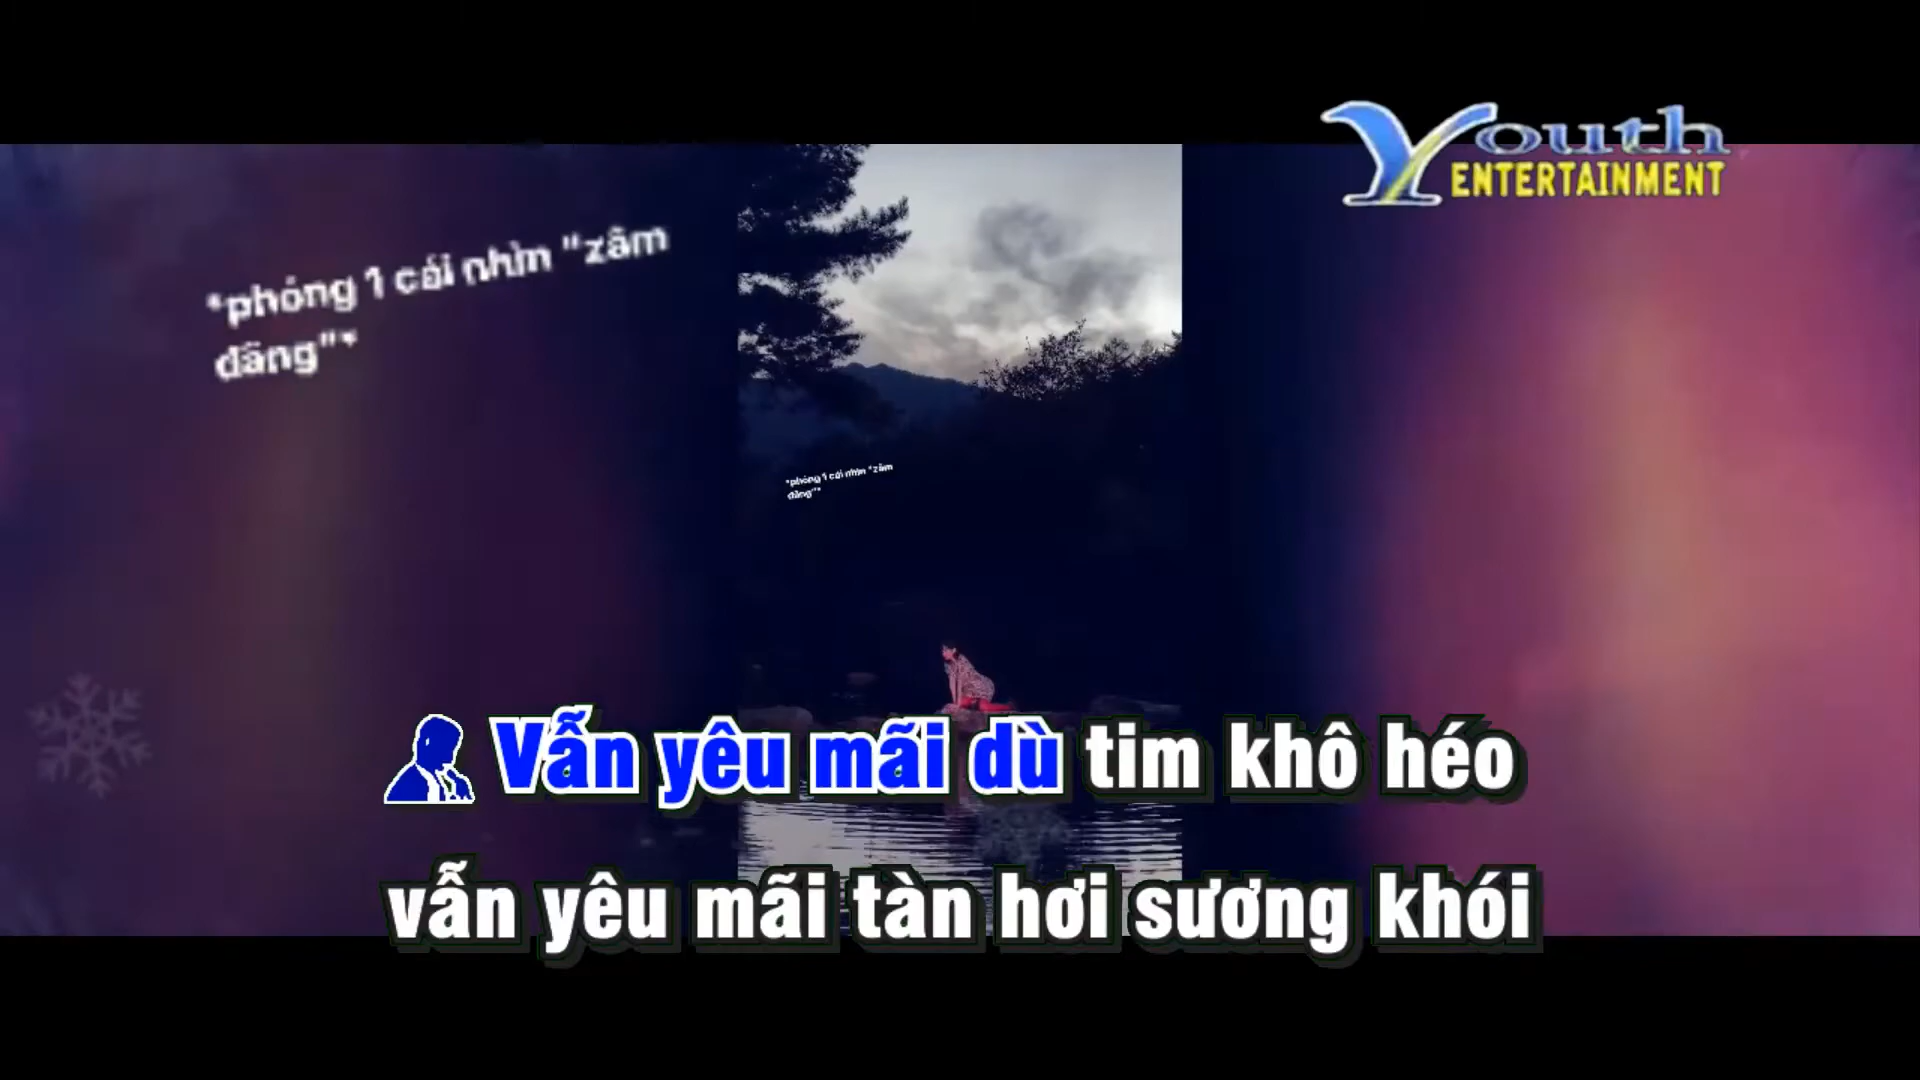 Youth
ENTERTAINMENT
*phóng 1 cái nhìn "zâm
đãng"*
*phóng 1 cái nhìn "zâm
đãng"*
Vẫn yêu mãi dù tim khô héo
vẫn yêu mãi tàn hơi sương khói